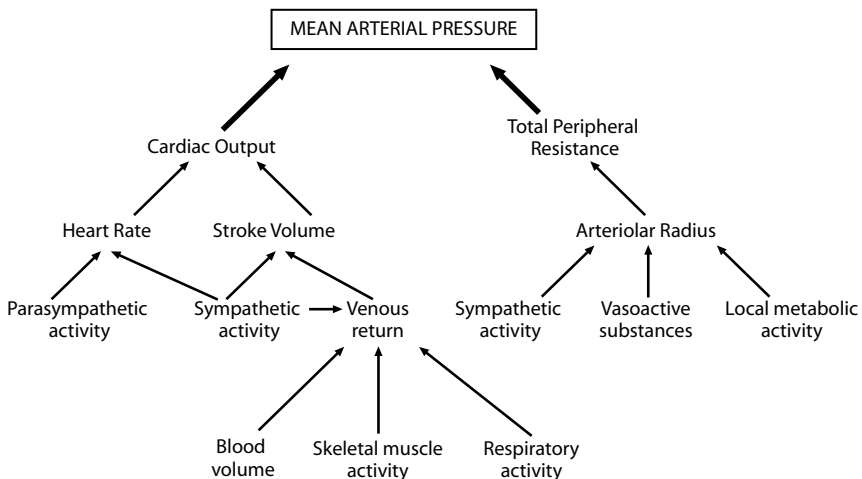 MEAN ARTERIAL PRESSURE
Cardiac Output
Total Peripheral
Resistance
Heart Rate
Stroke Volume
Arteriolar Radius
Parasympathetic
activity
Sympathetic
activity
Venous
return
Sympathetic
activity
Vasoactive
substances
Local metabolic
activity
Blood
volume
Skeletal muscle
activity
Respiratory
activity